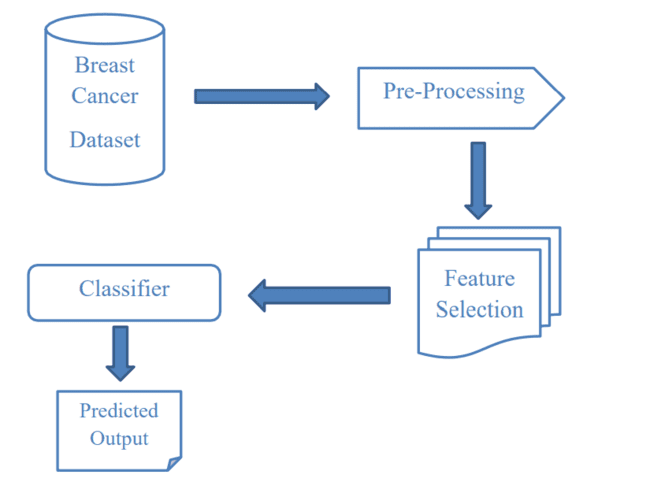 Breast
Cancer
Dataset
Pre-Processing
Feature
Selection
Classifier
Predicted
Output